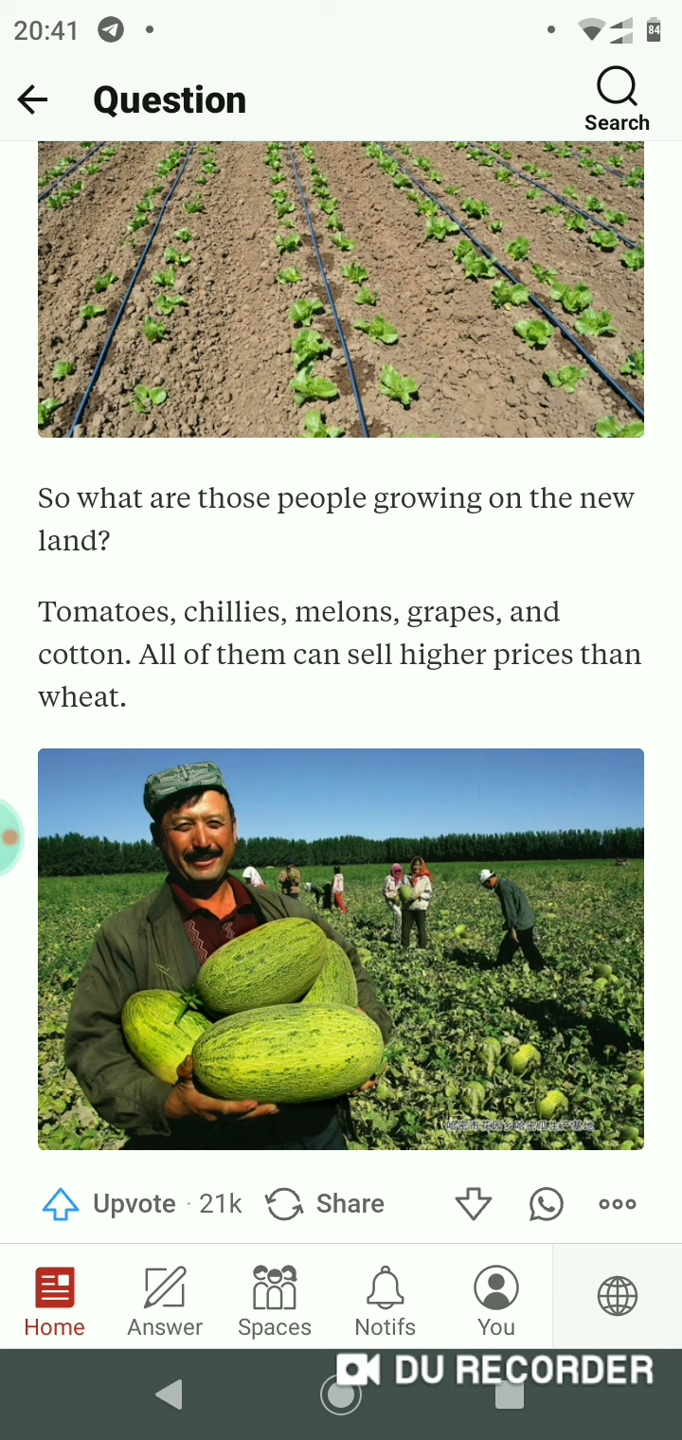 20:41
84
Question
Search
So what are those people growing on the new
land?
Tomatoes, chillies, melons, grapes, and
cotton. All of them can sell higher prices than
wheat.
Upvote · 21k
Share
Home
Answer
Spaces
Notifs
You
DU RECORDER